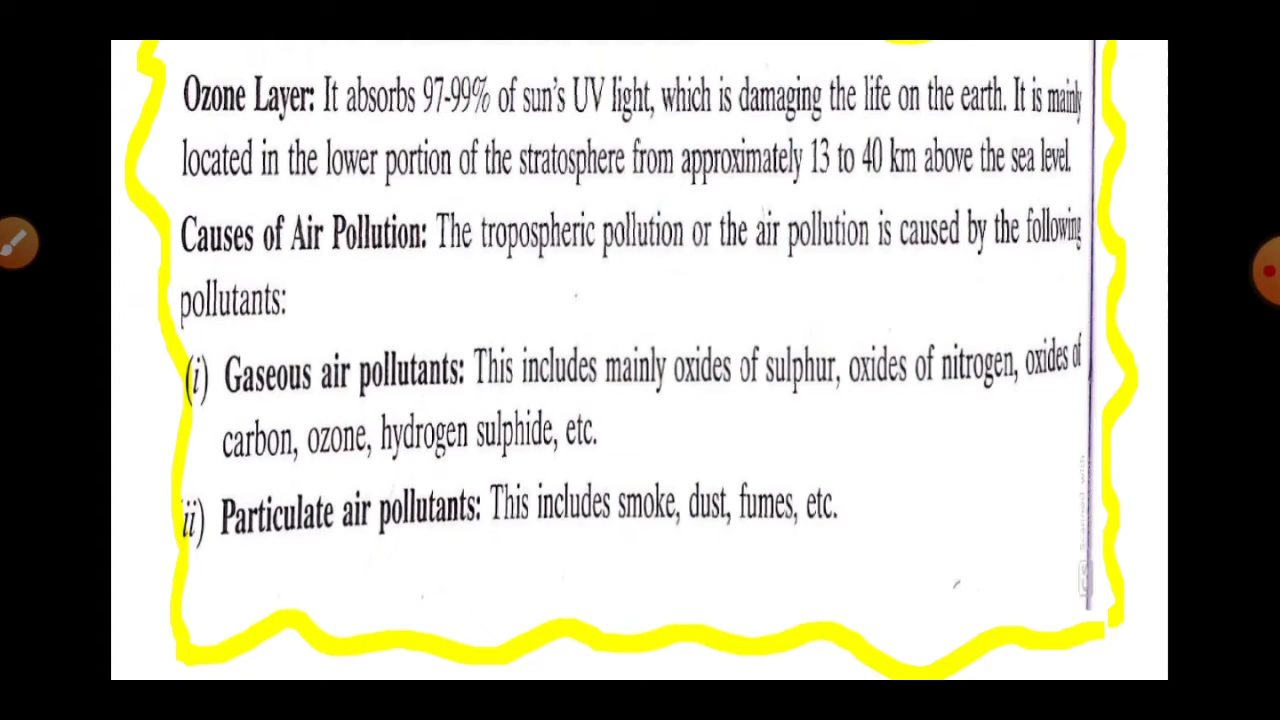 Ozone Layer: It absorbs 97-99% of sun's UV light, which is damaging the life on the earth. It is mainly
located in the lower portion of the stratosphere from approximately 13 to 40 km above the sea level.
Causes of Air Pollution: The tropospheric pollution or the air pollution is caused by the following
pollutants:
(i) Gaseous air pollutants: This includes mainly oxides of sulphur, oxides of nitrogen, oxides of
carbon, ozone, hydrogen sulphide, etc.
ii) Particulate air pollutants: This includes smoke, dust, fumes, etc.
CS Scanned with